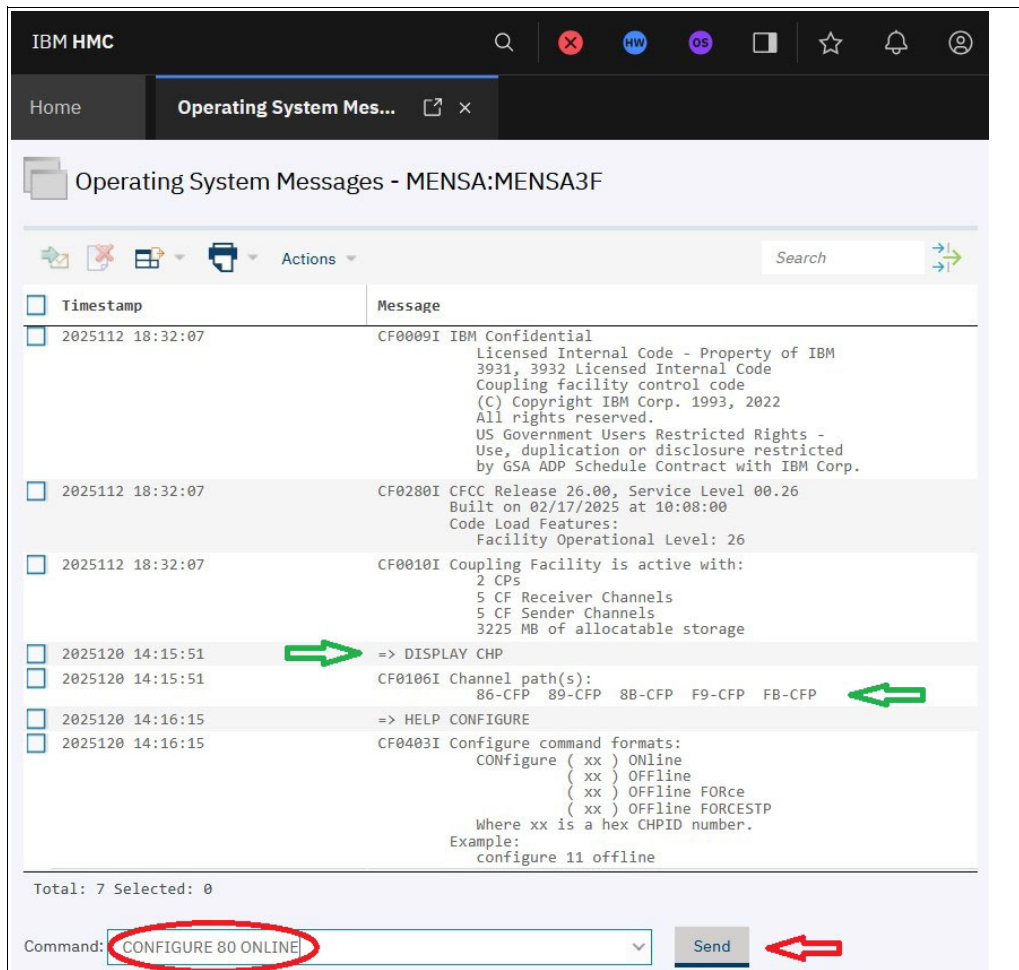 IBM HMC
HW
OS
Home
Operating System Mes...
Operating System Messages - MENSA:MENSA3F
Actions
Search
Timestamp Message
2025112 18:32:07 CF0009I IBM Confidential
Licensed Internal Code - Property of IBM
3931, 3932 Licensed Internal Code
Coupling facility control code
(C) Copyright IBM Corp. 1993, 2022
All rights reserved.
US Government Users Restricted Rights -
Use, duplication or disclosure restricted
by GSA ADP Schedule Contract with IBM Corp.
2025112 18:32:07 CF0280I CFCC Release 26.00, Service Level 00.26
Built on 02/17/2025 at 10:08:00
Code Load Features:
Facility Operational Level: 26
2025112 18:32:07 CF0010I Coupling Facility is active with:
2 CPs
5 CF Receiver Channels
5 CF Sender Channels
3225 MB of allocatable storage
2025120 14:15:51 => DISPLAY CHP
2025120 14:15:51 CF0106I Channel path(s):
86-CFP 89-CFP 8B-CFP F9-CFP FB-CFP
2025120 14:16:15 => HELP CONFIGURE
2025120 14:16:15 CF0403I Configure command formats:
CONfigure ( xx ) ONline
( xx ) OFFline
( xx ) OFFline FORce
( xx ) OFFline FORCESTP
Where xx is a hex CHPID number.
Example:
configure 11 offline
Total: 7 Selected: 0
Command: CONFIGURE 80 ONLINE
Send